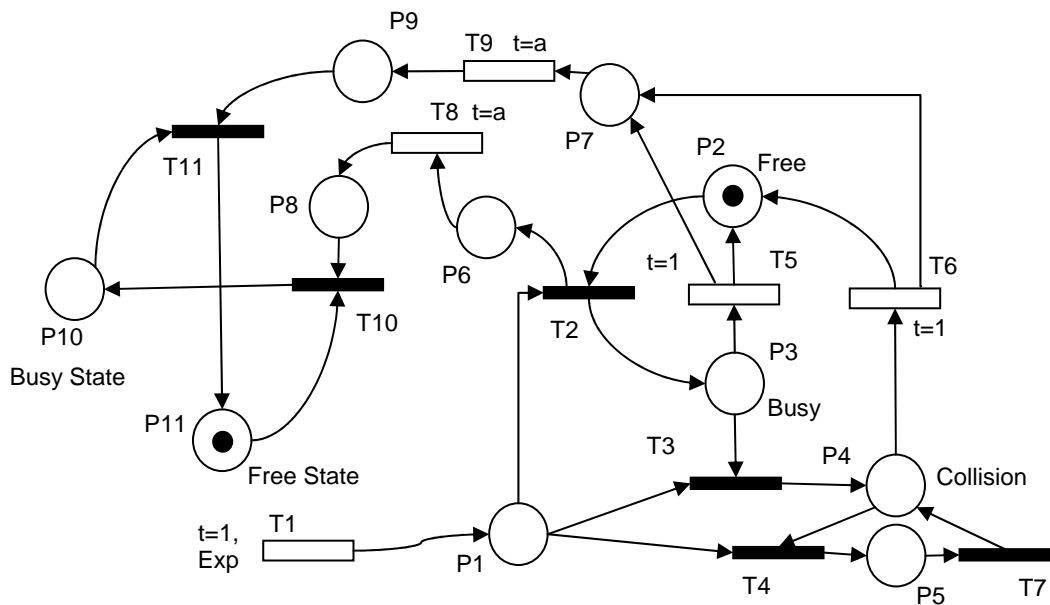 P9
T9 t=a
T8 t=a
P7
P2
Free
T11
P8
P6
t=1
T5
T6
P10
T10
T2
t=1
P3
Busy State
Busy
P11
T3
P4
Free State
Collision
t=1,
Exp
T1
P1
T4
P5
T7